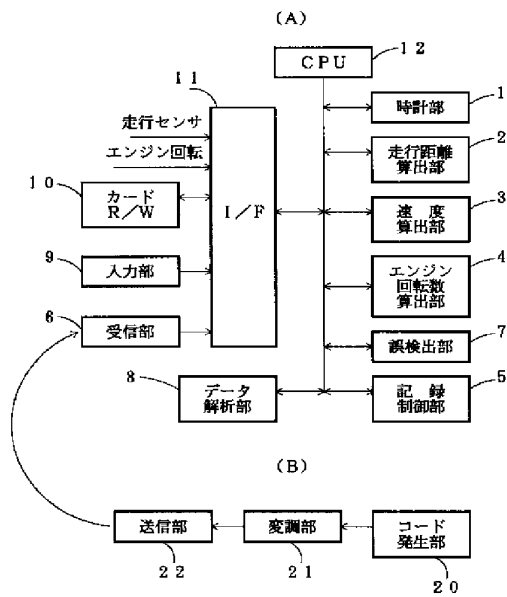 (A)
12
CPU
11
走行センサ
エンジン回転
10
カード
R/W
I/F
9
入力部
6
受信部
8
データ
解析部
1
時計部
2
走行距離
算出部
3
速度
算出部
4
エンジン
回転数
算出部
7
誤検出部
5
記録
制御部
(B)
送信部
変調部
コード
発生部
22
21
20